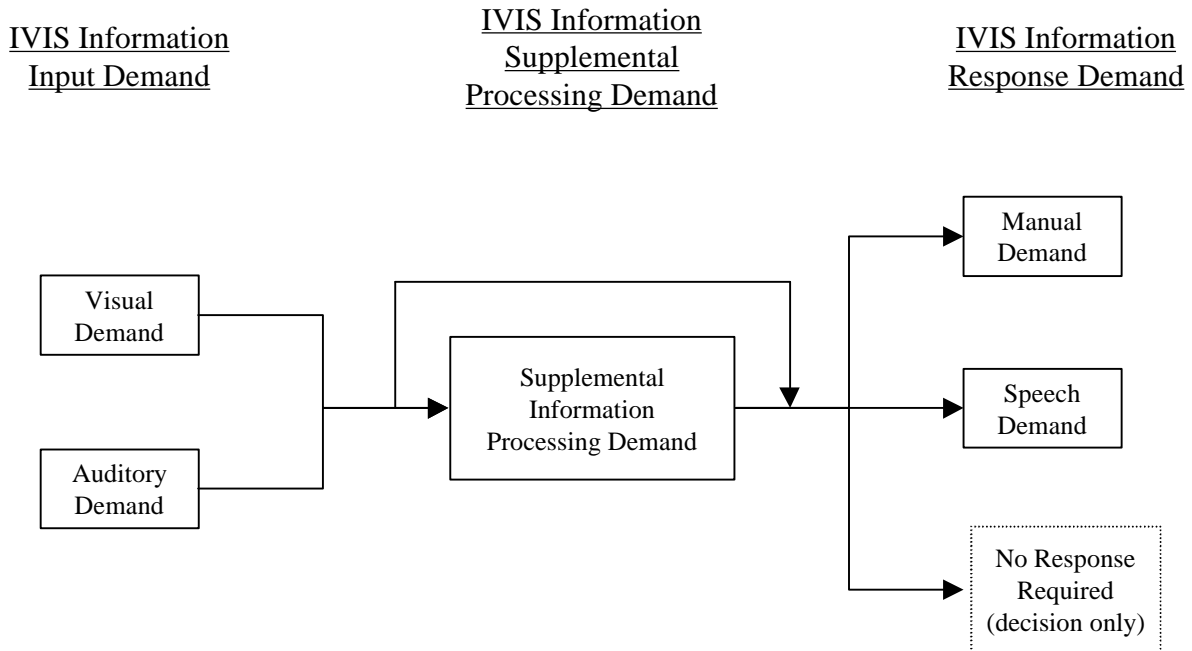 IVIS Information
Input Demand
IVIS Information
Supplemental
Processing Demand
IVIS Information
Response Demand
Visual
Demand
Auditory
Demand
Supplemental
Information
Processing Demand
Manual
Demand
Speech
Demand
No Response
Required
(decision only)